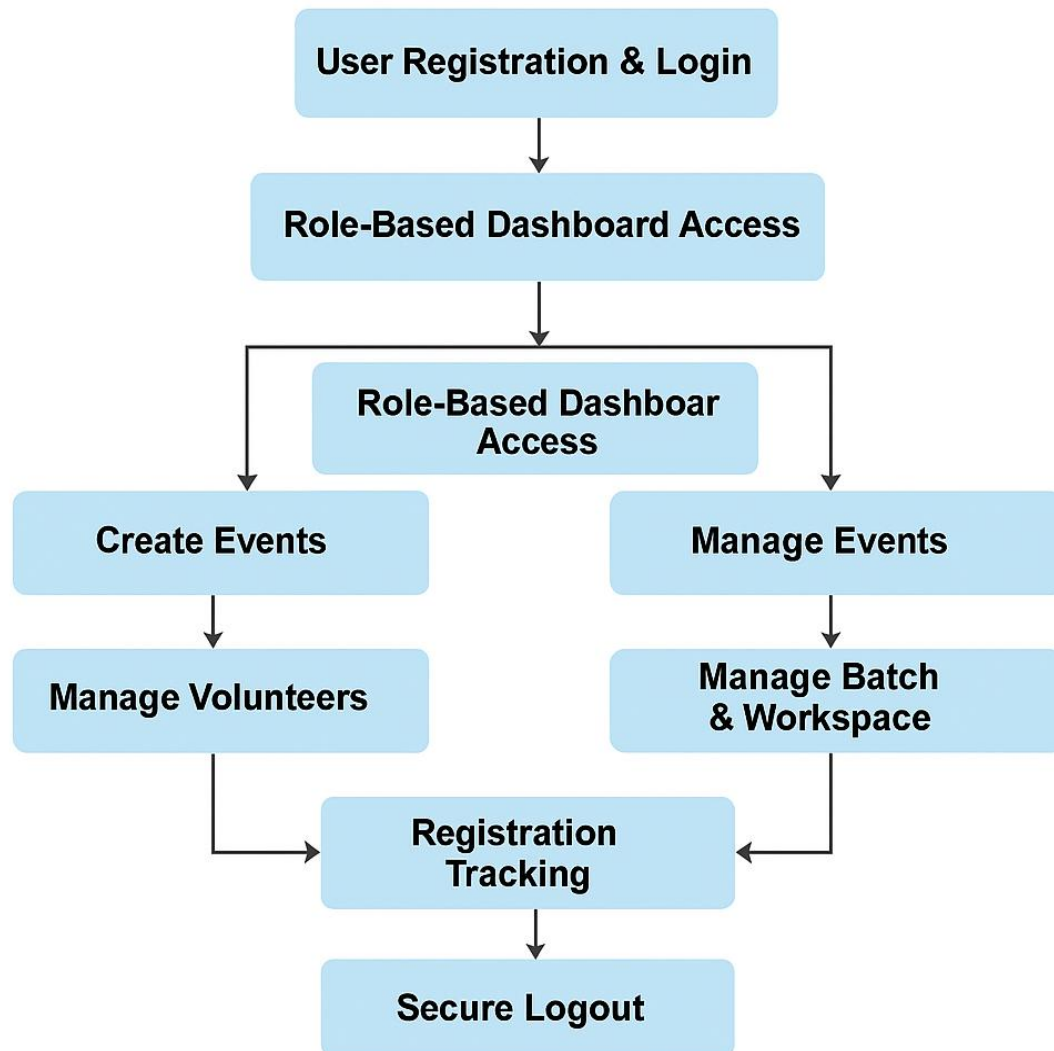 User Registration & Login
Role-Based Dashboard Access
Role-Based Dashboar
Access
Create Events
Manage Events
Manage Volunteers
Manage Batch
& Workspace
Registration
Tracking
Secure Logout